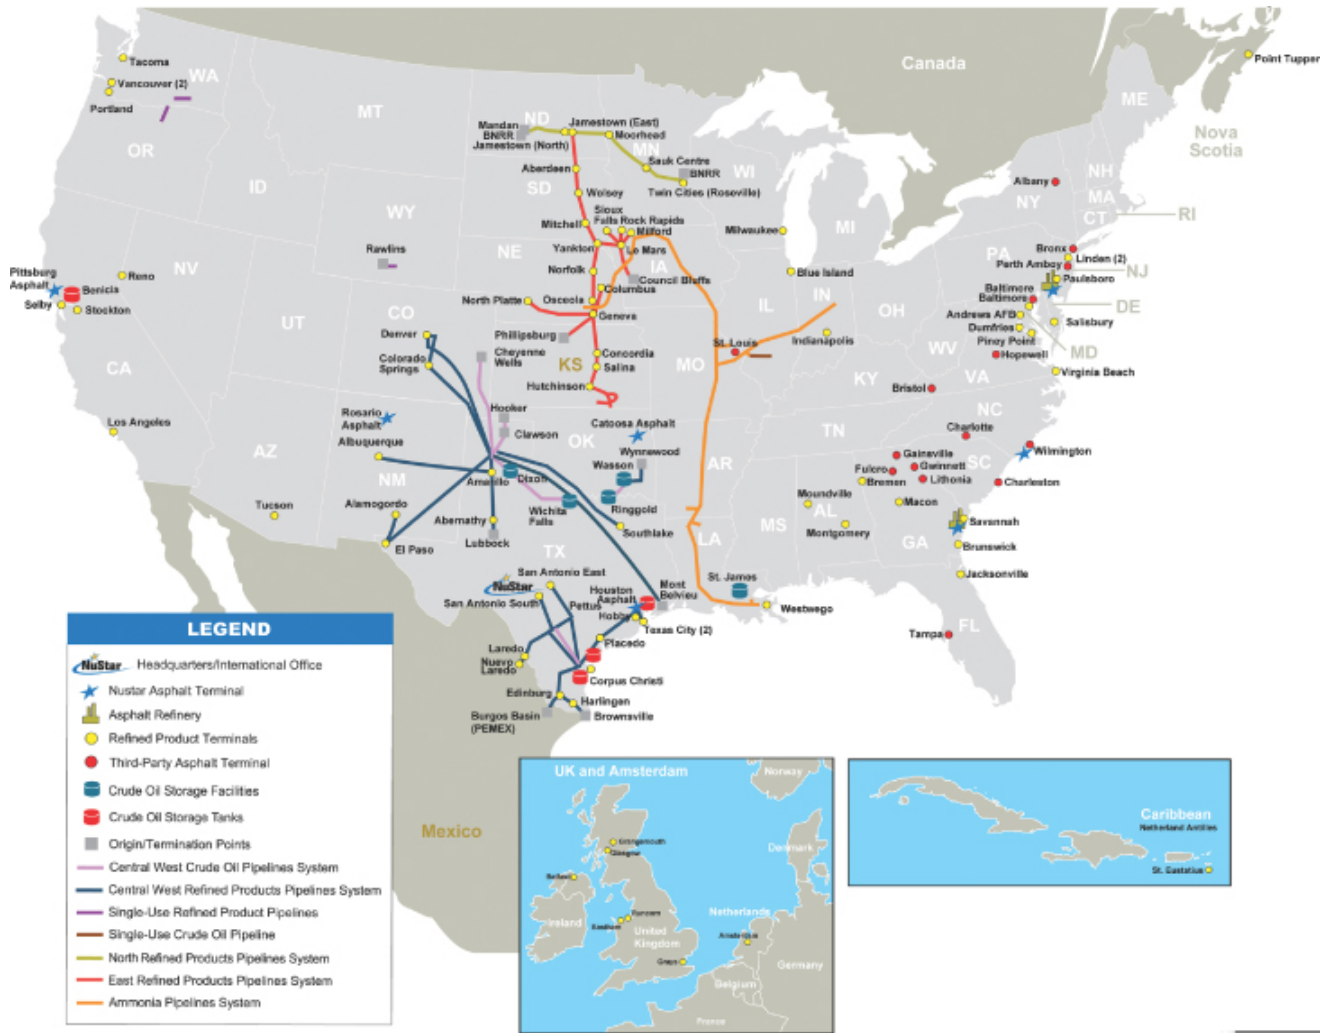 Canada
Tacoma
WA
Vancouver (2)
Portland
MT
ND
Mandan
BNRR
Jamestown (East)
Jamestown (North)
Moorhead
MN
Sauk Centre
BNRR
Twin Cities (Roseville)
WI
ME
Point Tupper
Nova
Scotia
OR
ID
WY
SD
Aberdeen
Wolsey
Sioux
Falls
Rock Rapids
Mitchell
Milford
Yankton
Le Mars
NE
IA
Norfolk
Columbus
Council Bluffs
Osceola
North Platte
Geneva
Phillipsburg
Milwaukee
MI
Blue Island
IL
IN
OH
Indianapolis
Albany
NY
NH
MA
CT
RI
PA
Bronx
Linden (2)
Perth Amboy
NJ
Paulsboro
Baltimore
Baltimore
DE
Andrews AFB
Salisbury
Dumfries
Piney Point
MD
Hopewell
WV
VA
Virginia Beach
Rawlins
NV
Reno
Pittsburg
Asphalt
Benicia
Selby
Stockton
UT
CO
Denver
Colorado
Springs
Cheyenne
Wells
KS
Concordia
Salina
Hutchinson
MO
St. Louis
KY
Bristol
CA
Los Angeles
AZ
Tucson
Rosario
Asphalt
Albuquerque
NM
Alamogordo
El Paso
Hooker
Clawson
OK
Catoosa Asphalt
Wynnewood
Wasson
Amarillo
Dixon
Wichita
Falls
Ringgold
Abernathy
Lubbock
Southlake
TX
AR
TN
NC
Charlotte
Wilmington
SC
Gainsville
Gwinnett
Fulcro
Bremen
Lithonia
Charleston
Moundville
AL
Macon
MS
Montgomery
GA
Savannah
Brunswick
Jacksonville
LA
St. James
Westwego
FL
Tampa
San Antonio East
NuStar
San Antonio South
Pettus
Houston
Asphalt
Mont
Belvieu
Hobby
Texas City (2)
Placedo
Laredo
Nuevo
Laredo
Corpus Christi
Edinburg
Harlingen
Burgos Basin
(PEMEX)
Brownsville
Mexico
LEGEND
NuStar Headquarters/International Office
Nustar Asphalt Terminal
Asphalt Refinery
Refined Product Terminals
Third-Party Asphalt Terminal
Crude Oil Storage Facilities
Crude Oil Storage Tanks
Origin/Termination Points
Central West Crude Oil Pipelines System
Central West Refined Products Pipelines System
Single-Use Refined Product Pipelines
Single-Use Crude Oil Pipeline
North Refined Products Pipelines System
East Refined Products Pipelines System
Ammonia Pipelines System
UK and Amsterdam
Norway
Grangemouth
Glasgow
Denmark
Belfast
Runcorn
Eastham
Ireland
United
Kingdom
Netherlands
Amsterdam
Grays
Germany
Belgium
France
Caribbean
Netherland Antilles
St. Eustatius